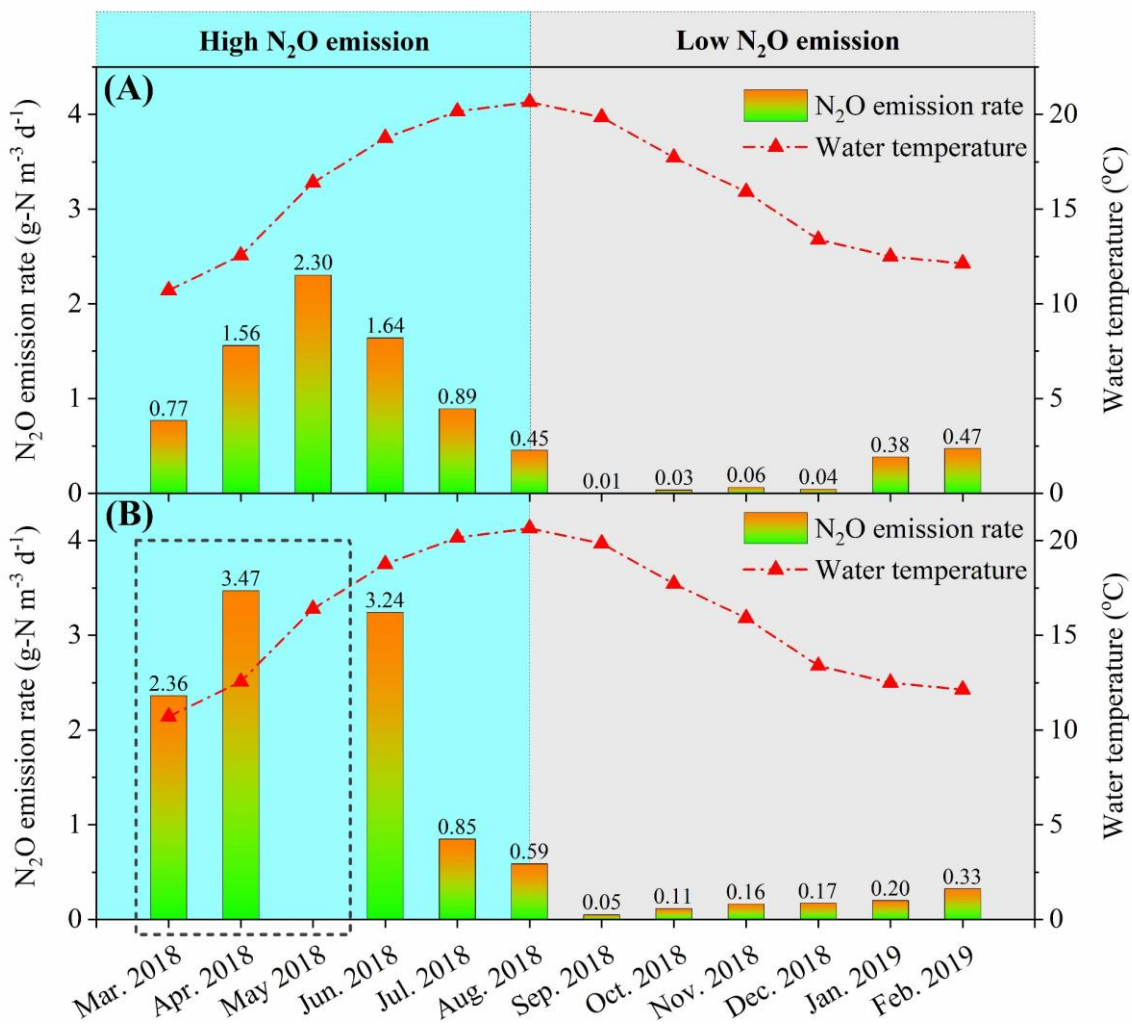 High N₂O emission
Low N₂O emission
(A)
N₂O emission rate
Water temperature
N₂O emission rate (g-N m⁻³ d⁻¹)
4
3
2
1
0
0.77
1.56
2.30
1.64
0.89
0.45
0.01
0.03
0.06
0.04
0.38
0.47
20
15
10
5
0
Water temperature (°C)
(B)
N₂O emission rate
Water temperature
N₂O emission rate (g-N m⁻³ d⁻¹)
4
3
2
1
0
2.36
3.47
3.24
0.85
0.59
0.05
0.11
0.16
0.17
0.20
0.33
20
15
10
5
0
Water temperature (°C)
Mar. 2018
Apr. 2018
May 2018
Jun. 2018
Jul. 2018
Aug. 2018
Sep. 2018
Oct. 2018
Nov. 2018
Dec. 2018
Jan. 2019
Feb. 2019